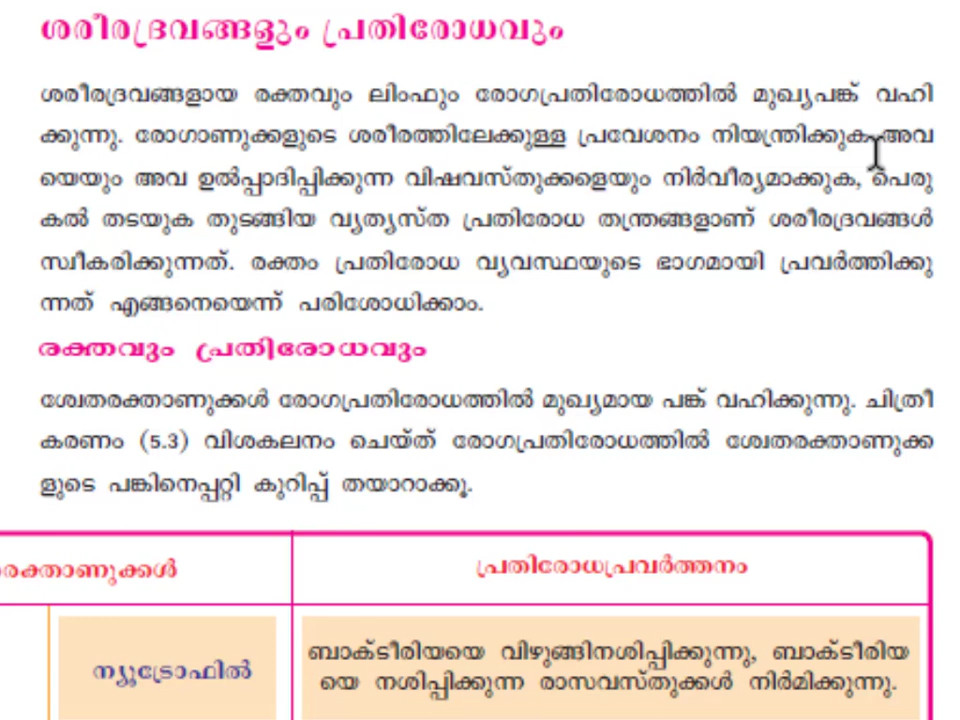 ശരീരദ്രവങ്ങളും പ്രതിരോധവും
ശരീരദ്രവങ്ങളായ രക്തവും ലിംഫും രോഗപ്രതിരോധത്തിൽ മുഖ്യപങ്ക് വഹി
ക്കുന്നു. രോഗാണുക്കളുടെ ശരീരത്തിലേക്കുള്ള പ്രവേശനം നിയന്ത്രിക്കുക, അവ
യെയും അവ ഉൽപ്പാദിപ്പിക്കുന്ന വിഷവസ്തുക്കളെയും നിർവീര്യമാക്കുക, പെരു
കൽ തടയുക തുടങ്ങിയ വ്യത്യസ്ത പ്രതിരോധ തന്ത്രങ്ങളാണ് ശരീരദ്രവങ്ങൾ
സ്വീകരിക്കുന്നത്. രക്തം പ്രതിരോധ വ്യവസ്ഥയുടെ ഭാഗമായി പ്രവർത്തിക്കു
ന്നത് എങ്ങനെയെന്ന് പരിശോധിക്കാം.
രക്തവും പ്രതിരോധവും
ശ്വേതരക്താണുക്കൾ രോഗപ്രതിരോധത്തിൽ മുഖ്യമായ പങ്ക് വഹിക്കുന്നു. ചിത്രീ
കരണം (5.3) വിശകലനം ചെയ്ത് രോഗപ്രതിരോധത്തിൽ ശ്വേതരക്താണുക്ക
ളുടെ പങ്കിനെപ്പറ്റി കുറിപ്പ് തയാറാക്കൂ.
രക്താണുക്കൾ
പ്രതിരോധപ്രവർത്തനം
ന്യൂട്രോഫിൽ
ബാക്ടീരിയയെ വിഴുങ്ങിനശിപ്പിക്കുന്നു, ബാക്ടീരിയ
യെ നശിപ്പിക്കുന്ന രാസവസ്തുക്കൾ നിർമിക്കുന്നു.